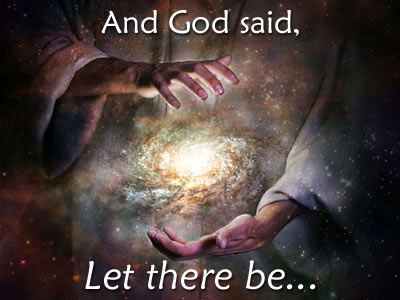 And God said,
Let there be...